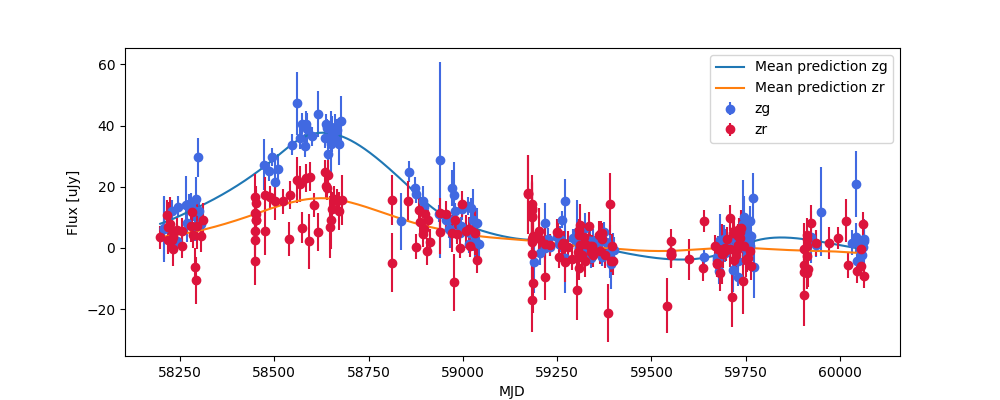 Mean prediction zg
Mean prediction zr
zg
zr
Flux [uJy]
60
40
20
0
−20
58250 58500 58750 59000 59250 59500 59750 60000
MJD